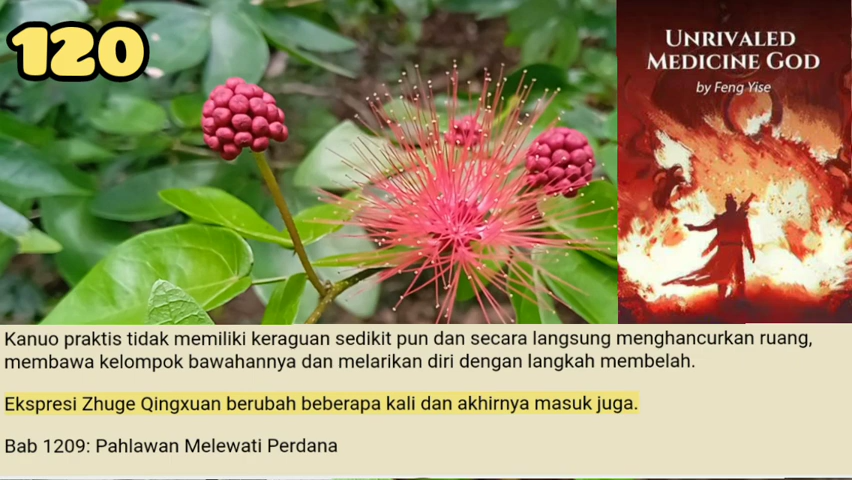 120
UNRIVALED
MEDICINE GOD
by Feng Yise
Kanuo praktis tidak memiliki keraguan sedikit pun dan secara langsung menghancurkan ruang,
membawa kelompok bawahannya dan melarikan diri dengan langkah membelah.
Ekspresi Zhuge Qingxuan berubah beberapa kali dan akhirnya masuk juga.
Bab 1209: Pahlawan Melewati Perdana